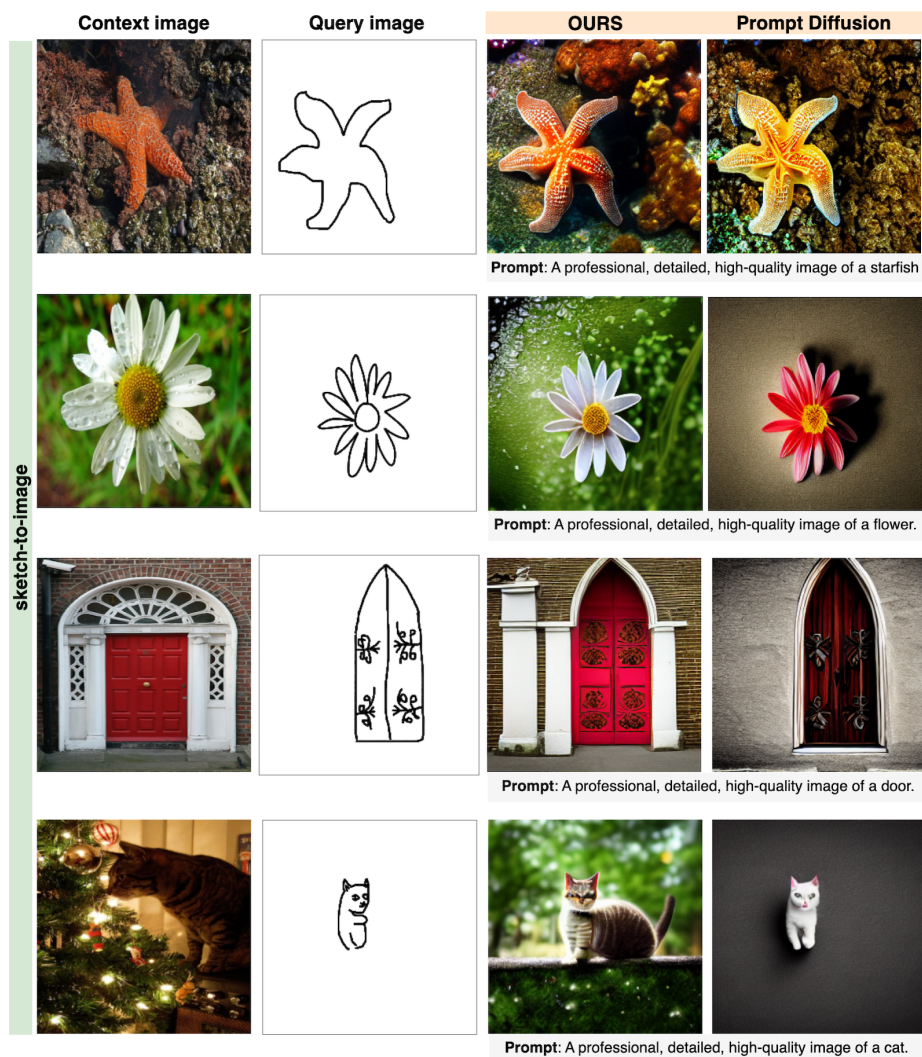 Context image
Query image
OURS
Prompt Diffusion
sketch-to-image
Prompt: A professional, detailed, high-quality image of a starfish
Prompt: A professional, detailed, high-quality image of a flower.
Prompt: A professional, detailed, high-quality image of a door.
Prompt: A professional, detailed, high-quality image of a cat.